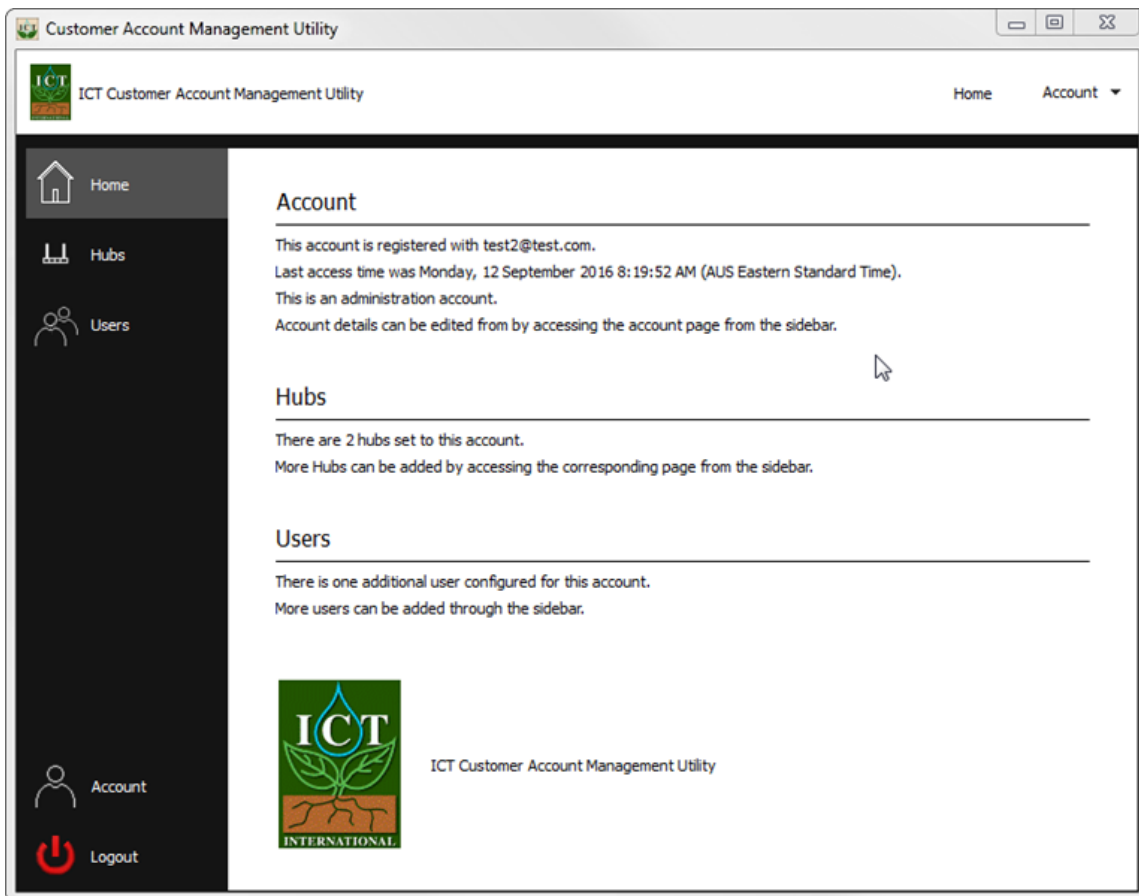 ICT
Customer Account Management Utility
ICT
INTERNATIONAL
ICT Customer Account Management Utility
Home
Account
Home
Hubs
Users
Account
This account is registered with test2@test.com.
Last access time was Monday, 12 September 2016 8:19:52 AM (AUS Eastern Standard Time).
This is an administration account.
Account details can be edited from by accessing the account page from the sidebar.
Hubs
There are 2 hubs set to this account.
More Hubs can be added by accessing the corresponding page from the sidebar.
Users
There is one additional user configured for this account.
More users can be added through the sidebar.
ICT
INTERNATIONAL
ICT Customer Account Management Utility
Account
Logout